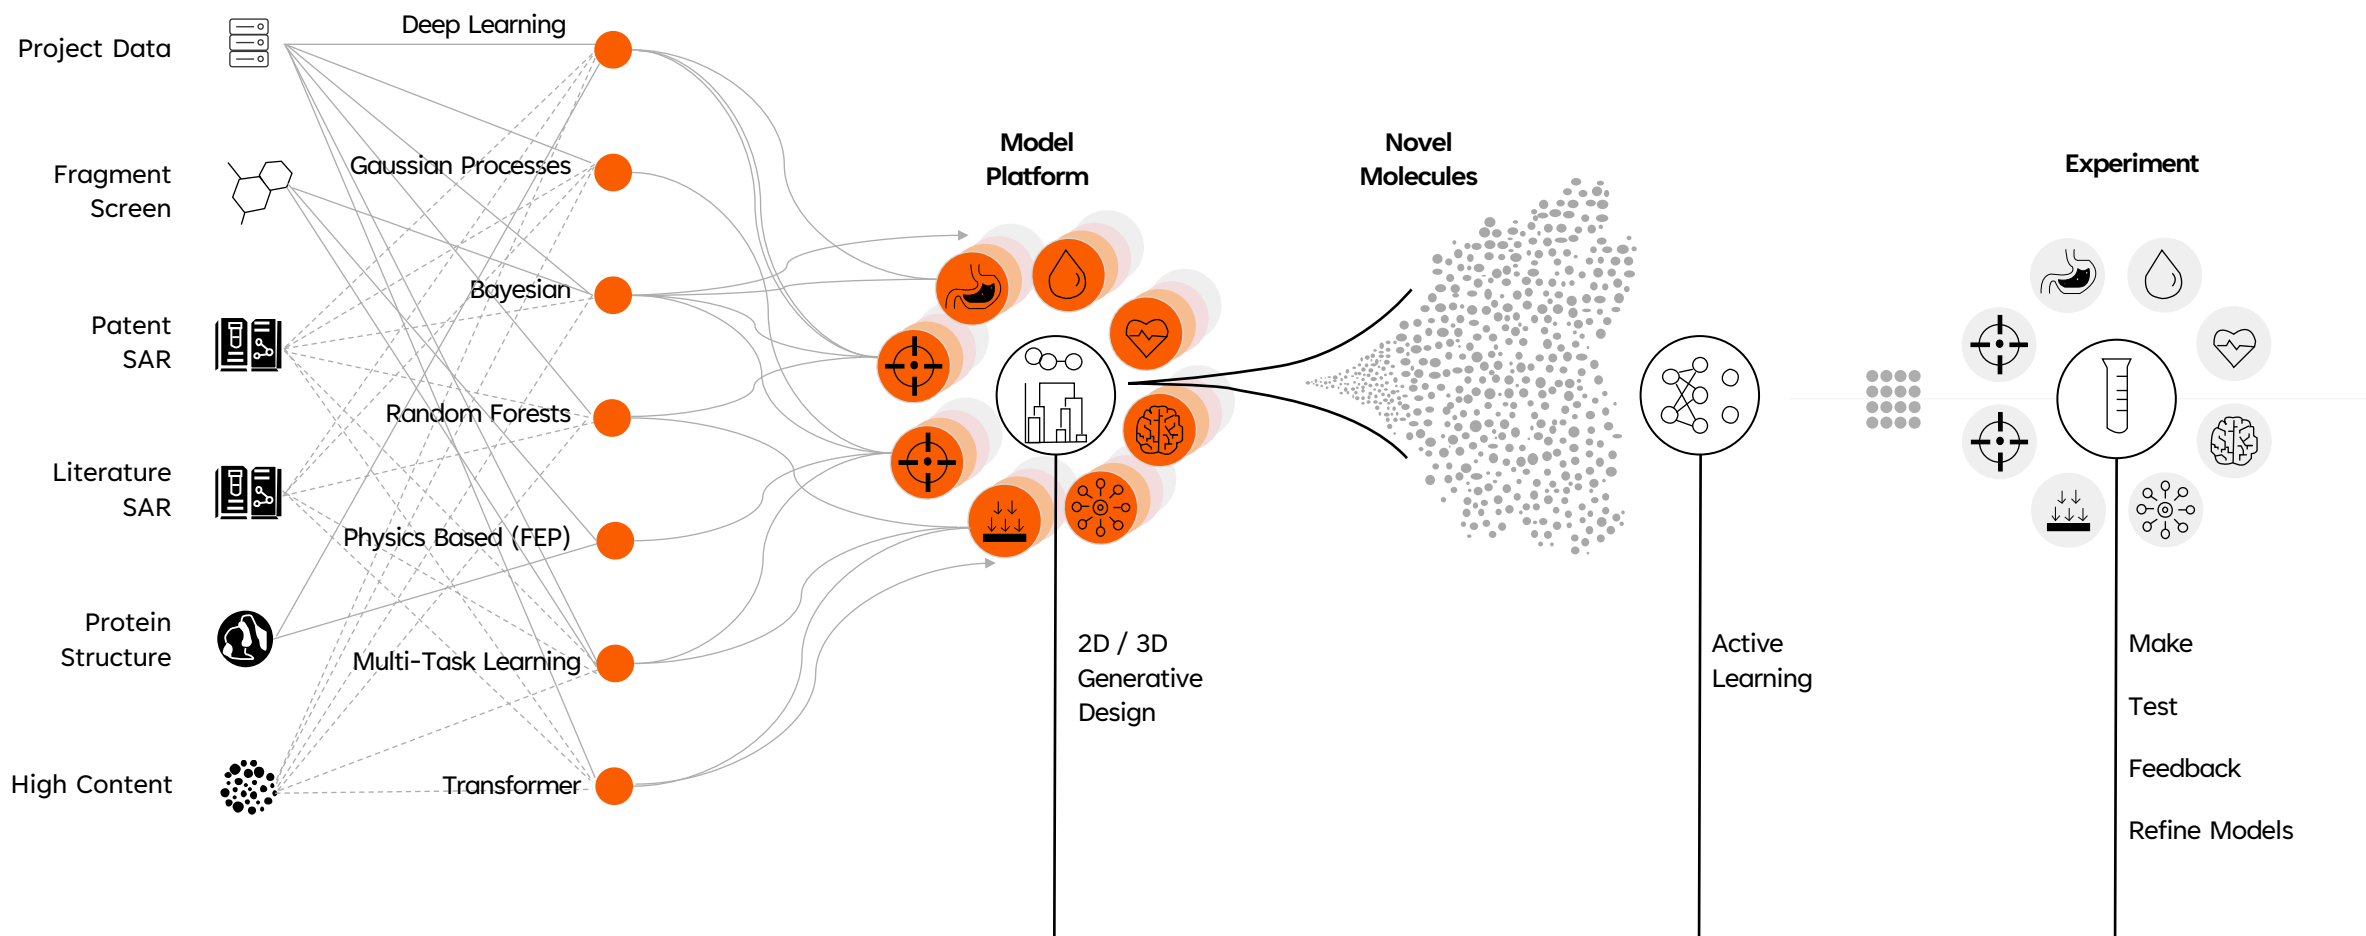 Project Data
Fragment
Screen
Patent
SAR
Literature
SAR
Protein
Structure
High Content
Deep Learning
Gaussian Processes
Bayesian
Random Forests
Physics Based (FEP)
Multi-Task Learning
Transformer
Model
Platform
2D / 3D
Generative
Design
Novel
Molecules
Active
Learning
Experiment
Make
Test
Feedback
Refine Models